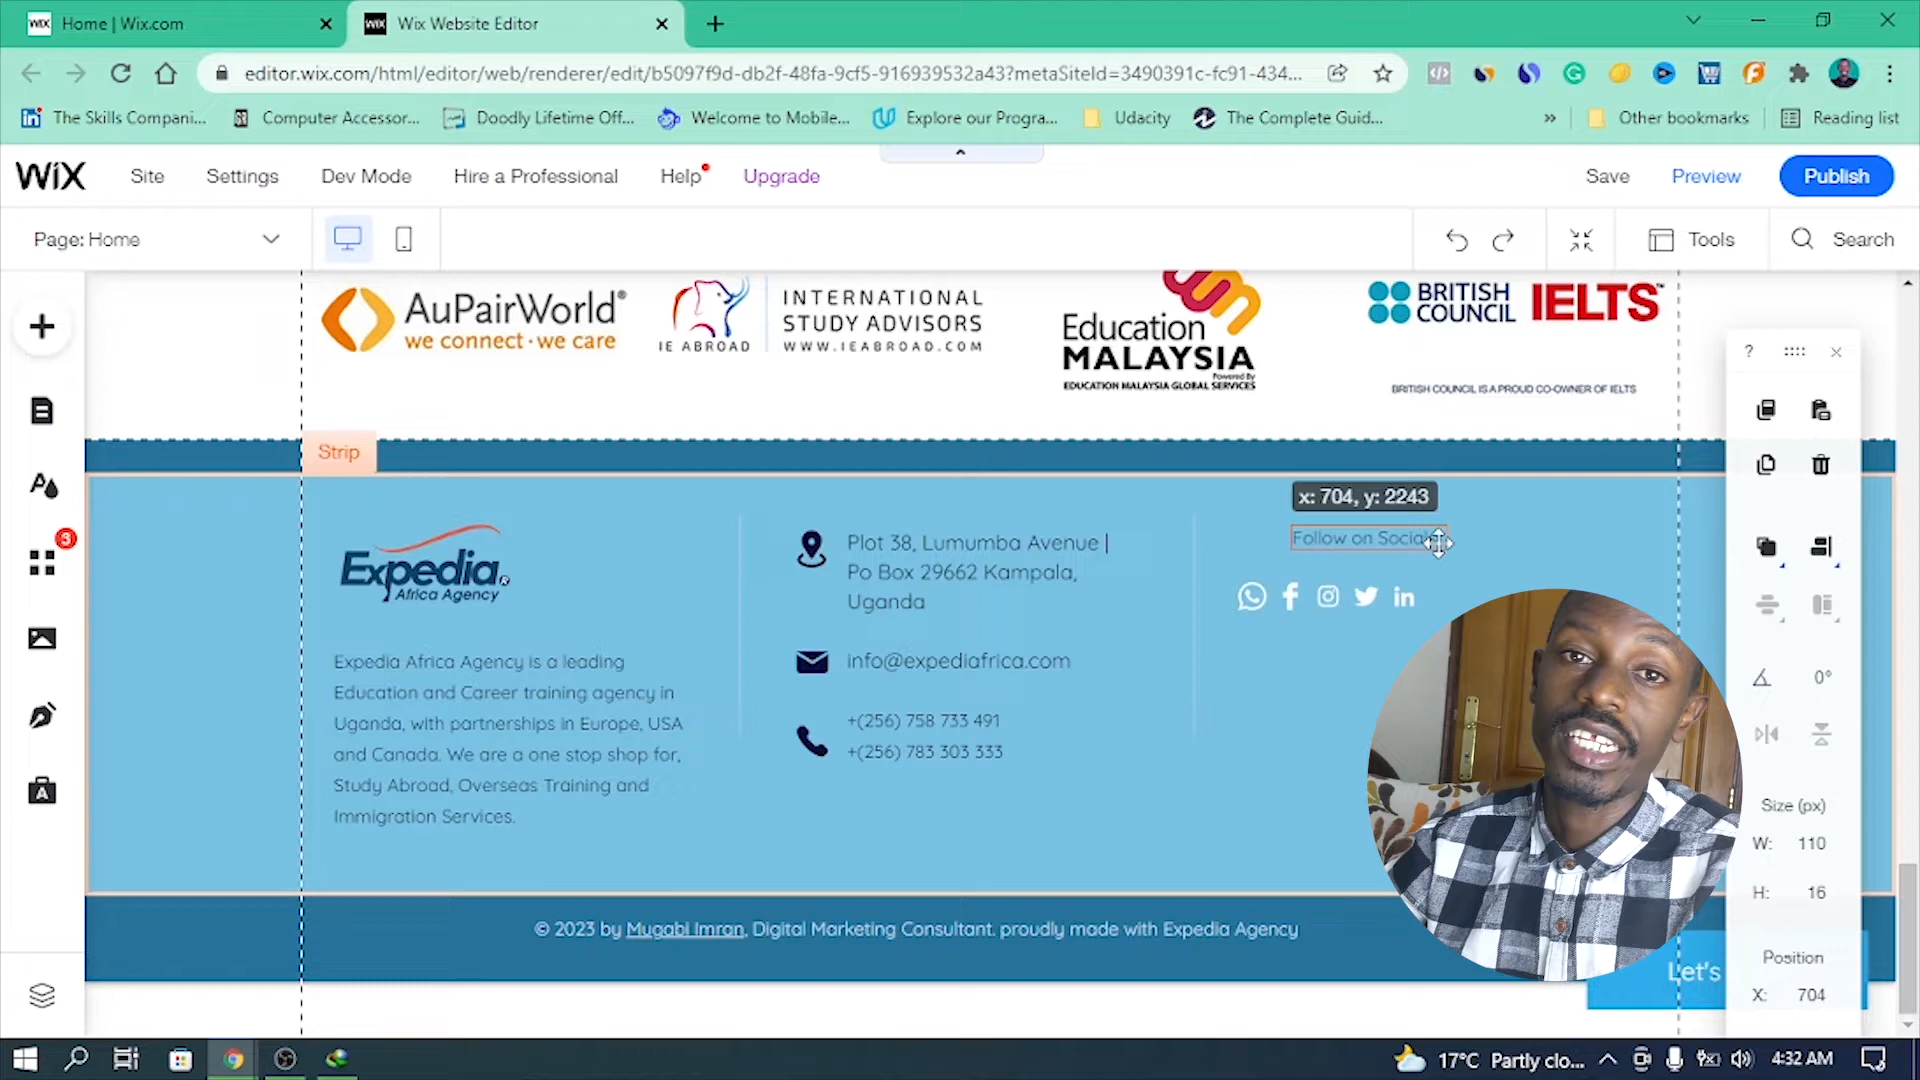 WiX Home | Wix.com
WiX Wix Website Editor
editor.wix.com/html/editor/web/renderer/edit/b5097f9d-db2f-48fa-9cf5-916939532a43?metaSiteId=3490391c-fc91-434...
The Skills Compani...
Computer Accessor...
Doodly Lifetime Off...
Welcome to Mobile...
Explore our Progra...
Udacity
The Complete Guid...
»
Other bookmarks
Reading list
WiX
Site
Settings
Dev Mode
Hire a Professional
Help
Upgrade
Save
Preview
Publish
Page: Home
Tools
Search
AuPairWorld®
we connect · we care
IE ABROAD
INTERNATIONAL
STUDY ADVISORS
WWW.IEABROAD.COM
Education
MALAYSIA
Powered By
EDUCATION MALAYSIA GLOBAL SERVICES
BRITISH
COUNCIL
IELTS™
BRITISH COUNCIL IS A PROUD CO-OWNER OF IELTS
Strip
x: 704, y: 2243
Expedia®
Africa Agency
Expedia Africa Agency is a leading
Education and Career training agency in
Uganda, with partnerships in Europe, USA
and Canada. We are a one stop shop for,
Study Abroad, Overseas Training and
Immigration Services.
Plot 38, Lumumba Avenue |
Po Box 29662 Kampala,
Uganda
info@expediafrica.com
+(256) 758 733 491
+(256) 783 303 333
Follow on Social
© 2023 by Mugabi Imran, Digital Marketing Consultant. proudly made with Expedia Agency
Let's
3
?
0°
Size (px)
W: 110
H: 16
Position
X: 704
17°C Partly clo...
4:32 AM